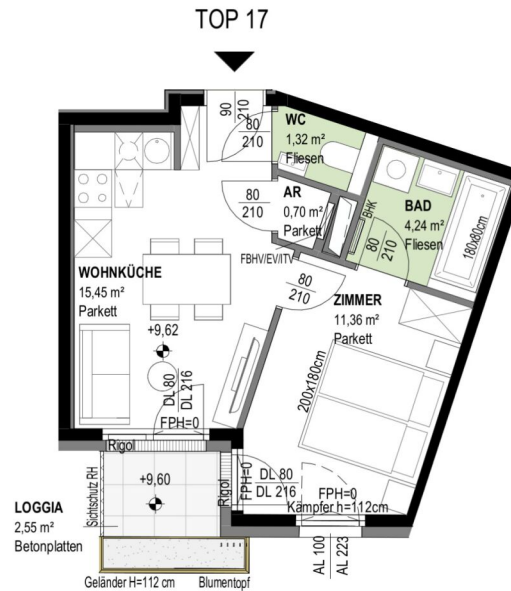 TOP 17
90
210
80
210
WC
1,32 m²
Fliesen
80
210
AR
0,70 m²
Parkett
BHK
BAD
4,24 m²
Fliesen
180x80cm
80
210
FBHV/EV/ITV
WOHNKÜCHE
15,45 m²
Parkett
80
210
ZIMMER
11,36 m²
Parkett
+9,62
200x180cm
DL 80
DL 216
FPH=0
Rigol
Sichtschutz RH
+9,60
Rigol
FPH=0
DL 80
DL 216
FPH=0
Kämpfer h=112cm
LOGGIA
2,55 m²
Betonplatten
AL 100
AL 223
Geländer H=112 cm
Blumentopf